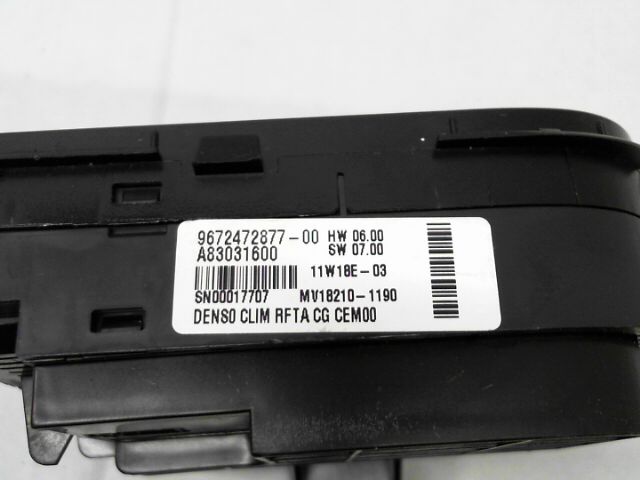 9672472877-00 HW 06.00
A83031600 SW 07.00
11W18E-03
SN00017707 MV18210-1190
DENSO CLIM RFTA CG CEM00